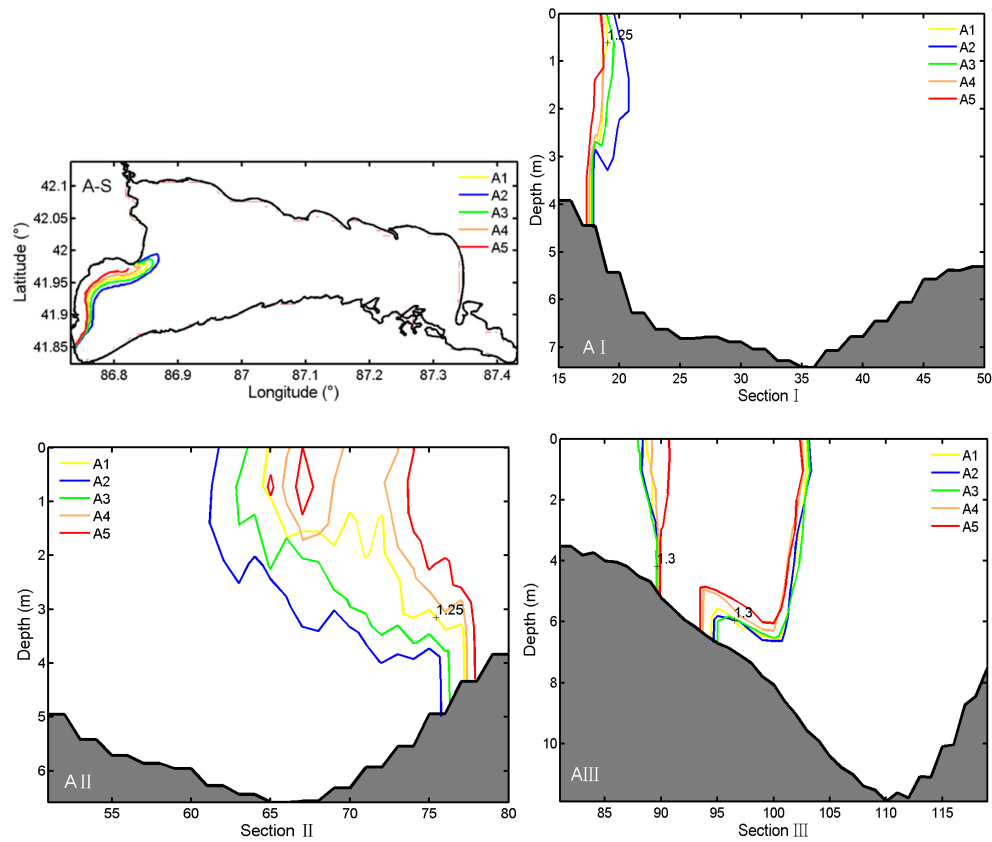 A-S
A1
A2
A3
A4
A5
42.1
42.05
42
41.95
41.9
41.85
Latitude (°)
86.8 86.9 87 87.1 87.2 87.3 87.4
Longitude (°)
0
1
2
3
4
5
6
7
Depth (m)
1.25
A1
A2
A3
A4
A5
A Ⅰ
15 20 25 30 35 40 45 50
Section Ⅰ
0
1
2
3
4
5
6
Depth (m)
A1
A2
A3
A4
A5
1.25
A Ⅱ
55 60 65 70 75 80
Section Ⅱ
0
2
4
6
8
10
Depth (m)
1.3
1.3
A1
A2
A3
A4
A5
AⅢ
85 90 95 100 105 110 115
Section Ⅲ